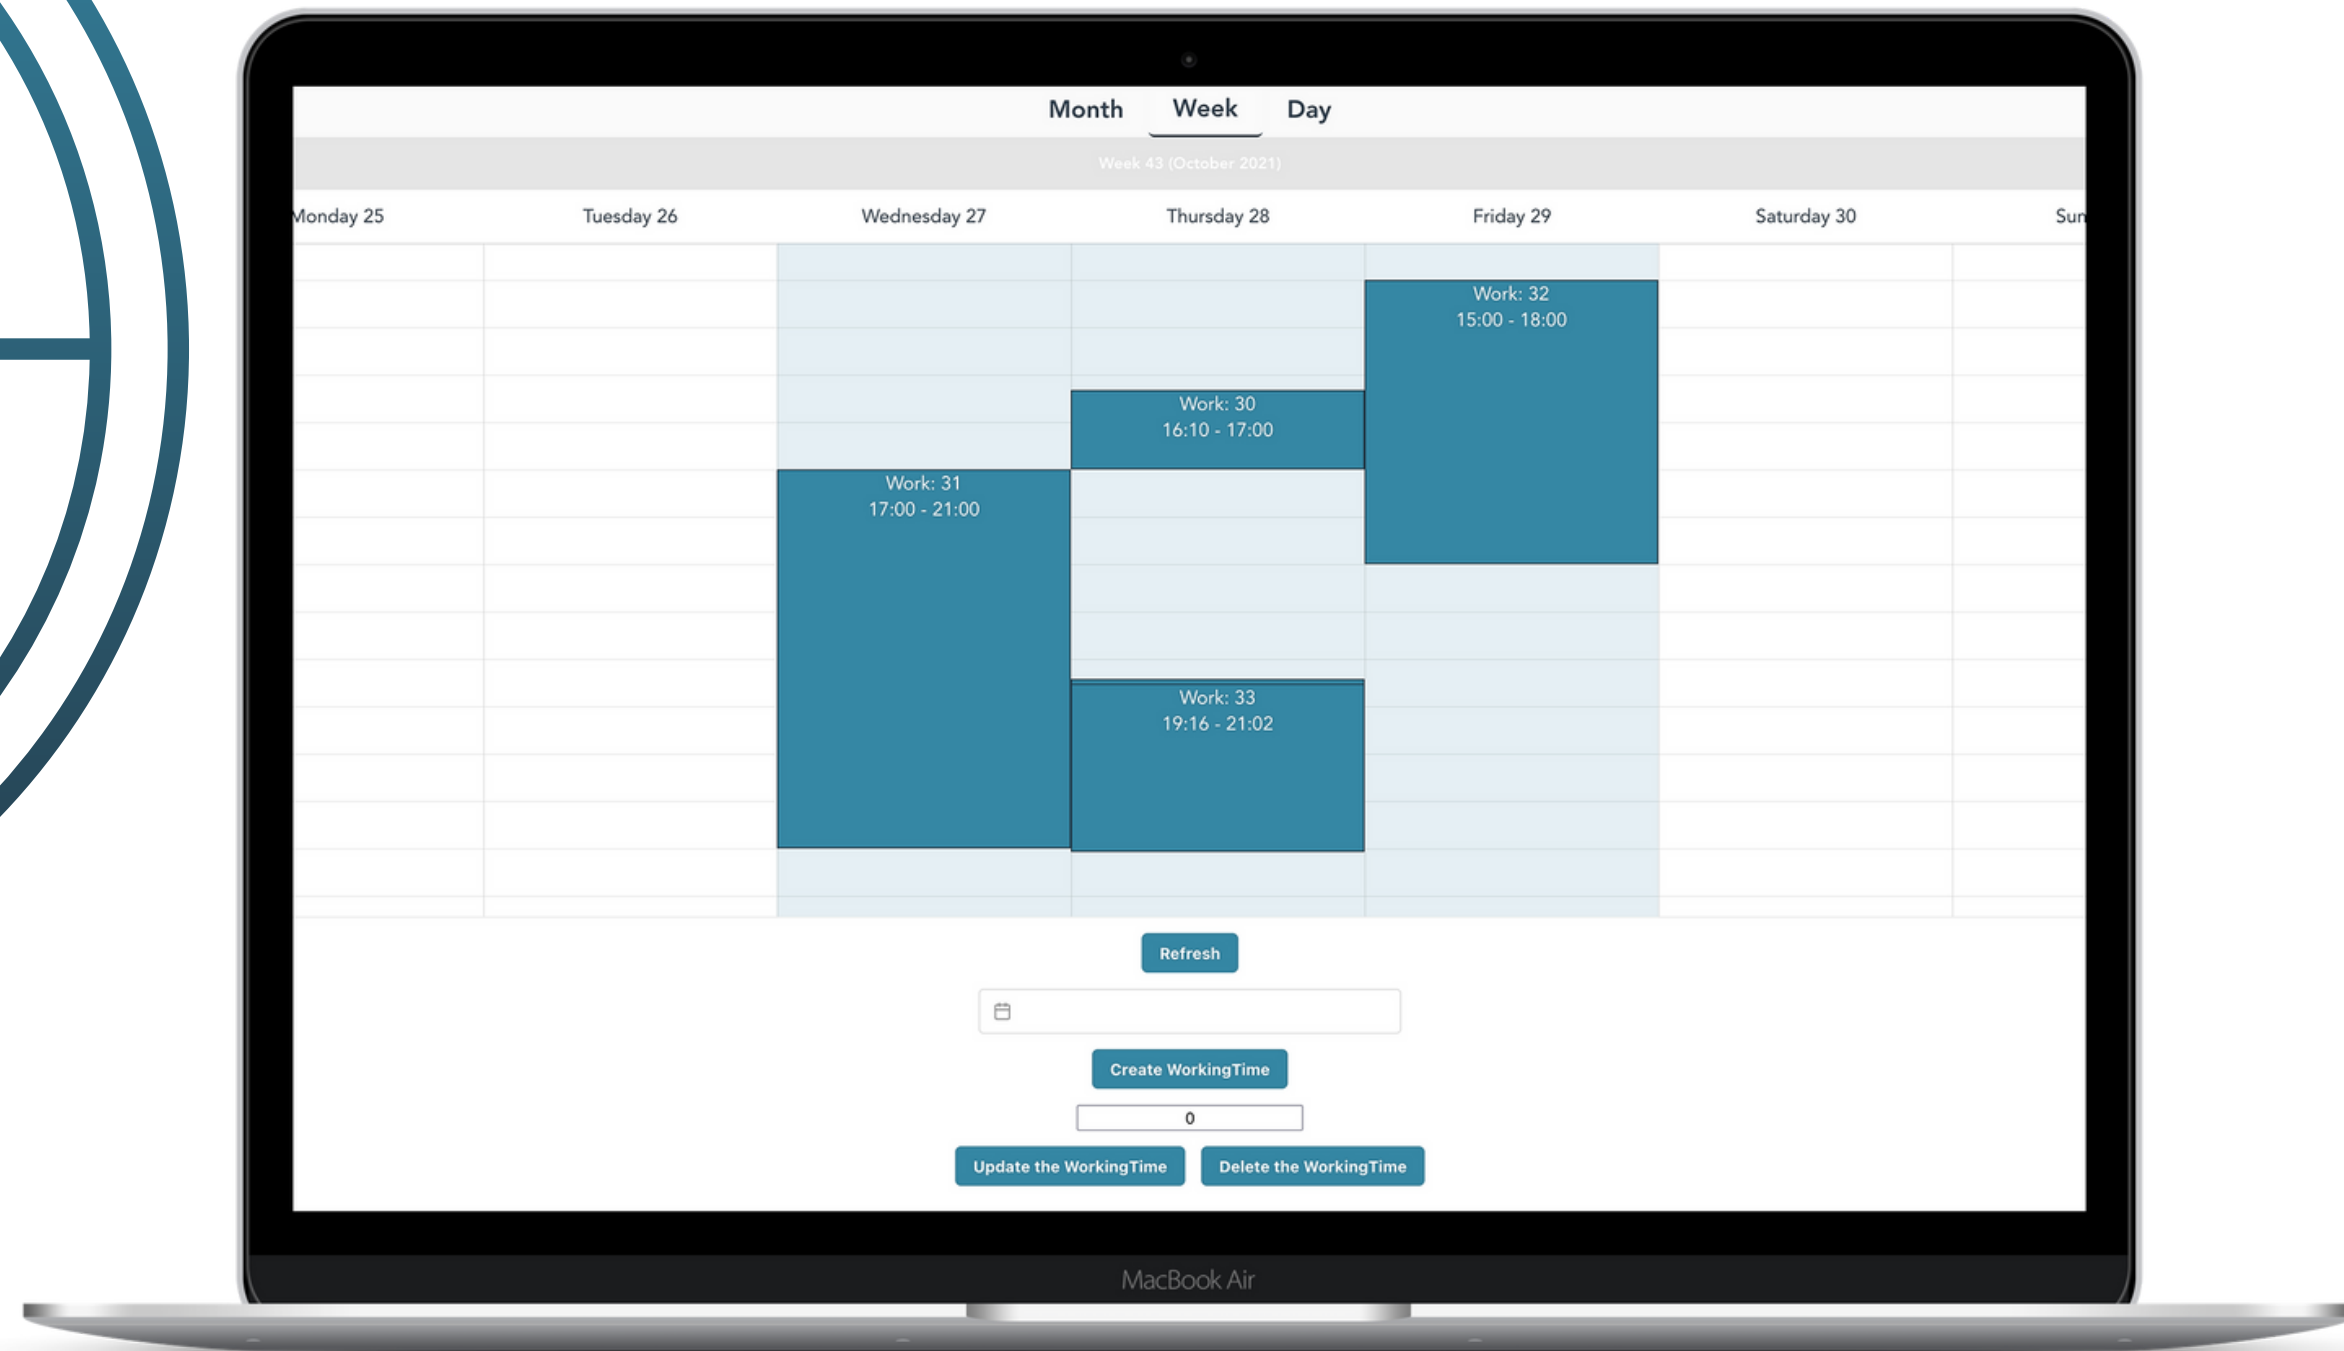 Month Week Day
Week 43 (October 2021)
Monday 25 Tuesday 26 Wednesday 27 Thursday 28 Friday 29 Saturday 30 Sun
Work: 32
15:00 - 18:00
Work: 30
16:10 - 17:00
Work: 31
17:00 - 21:00
Work: 33
19:16 - 21:02
Refresh
Create WorkingTime
0
Update the WorkingTime Delete the WorkingTime
MacBook Air